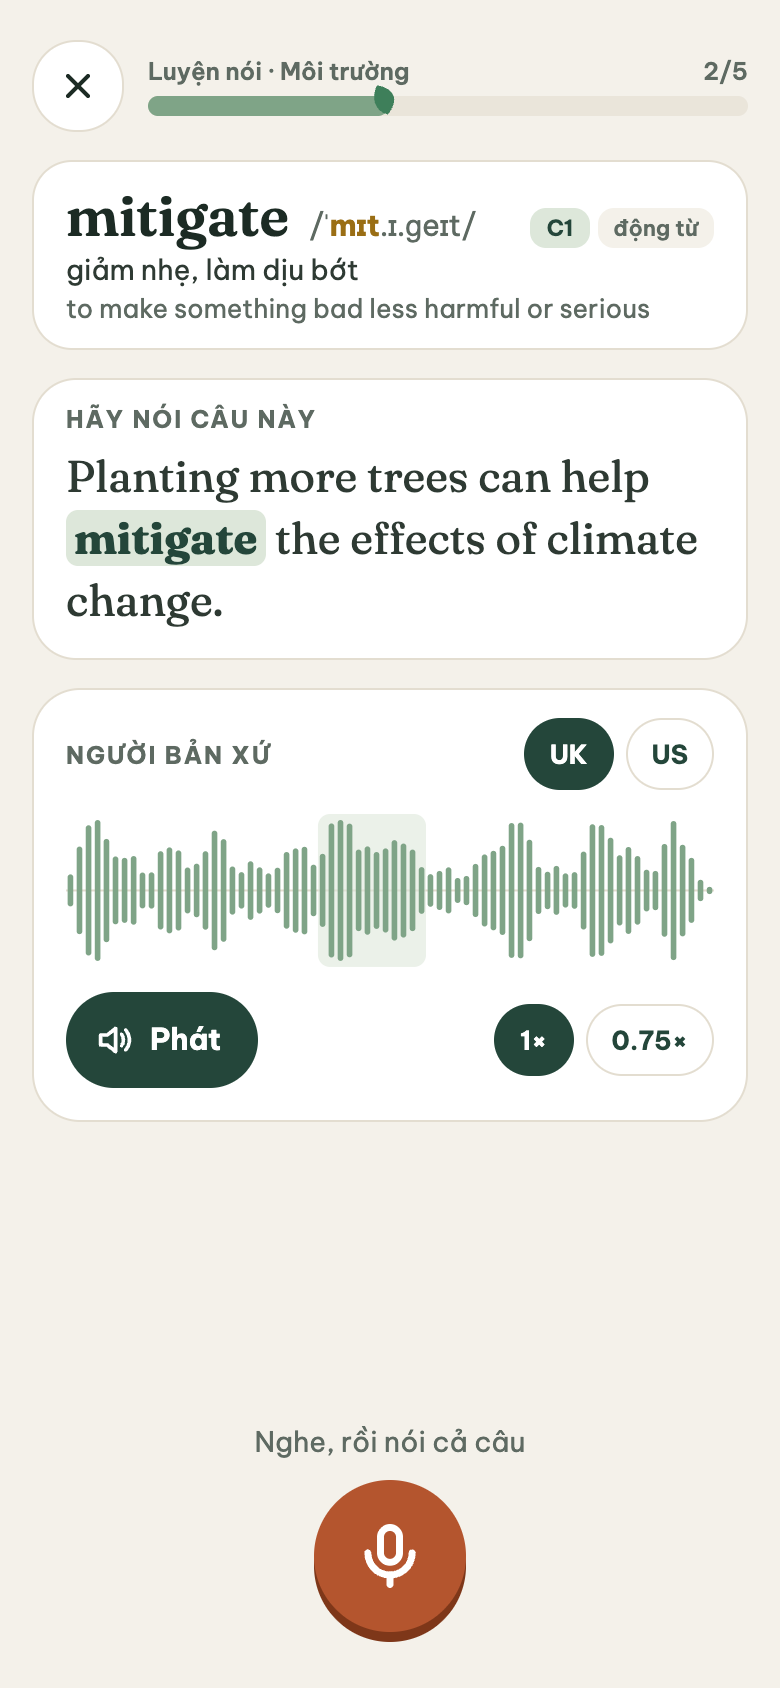 Luyện nói · Môi trường
2/5
mitigate /ˈmɪt.ɪ.geɪt/ C1 động từ
giảm nhẹ, làm dịu bớt
to make something bad less harmful or serious
HÃY NÓI CÂU NÀY
Planting more trees can help
mitigate the effects of climate
change.
NGƯỜI BẢN XỨ
UK US
Phát
1× 0.75×
Nghe, rồi nói cả câu